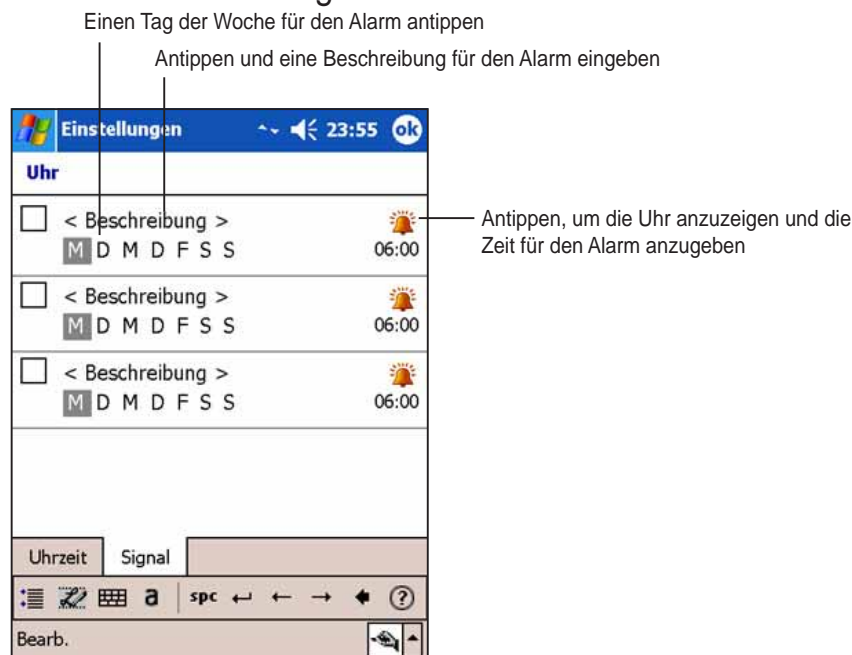 Einen Tag der Woche für den Alarm antippen
Antippen und eine Beschreibung für den Alarm eingeben
Einstellungen 23:55 ok
Uhr
< Beschreibung >
M D M D F S S 06:00
Antippen, um die Uhr anzuzeigen und die
Zeit für den Alarm anzugeben
< Beschreibung >
M D M D F S S 06:00
< Beschreibung >
M D M D F S S 06:00
Uhrzeit Signal
a spc ?
Bearb.